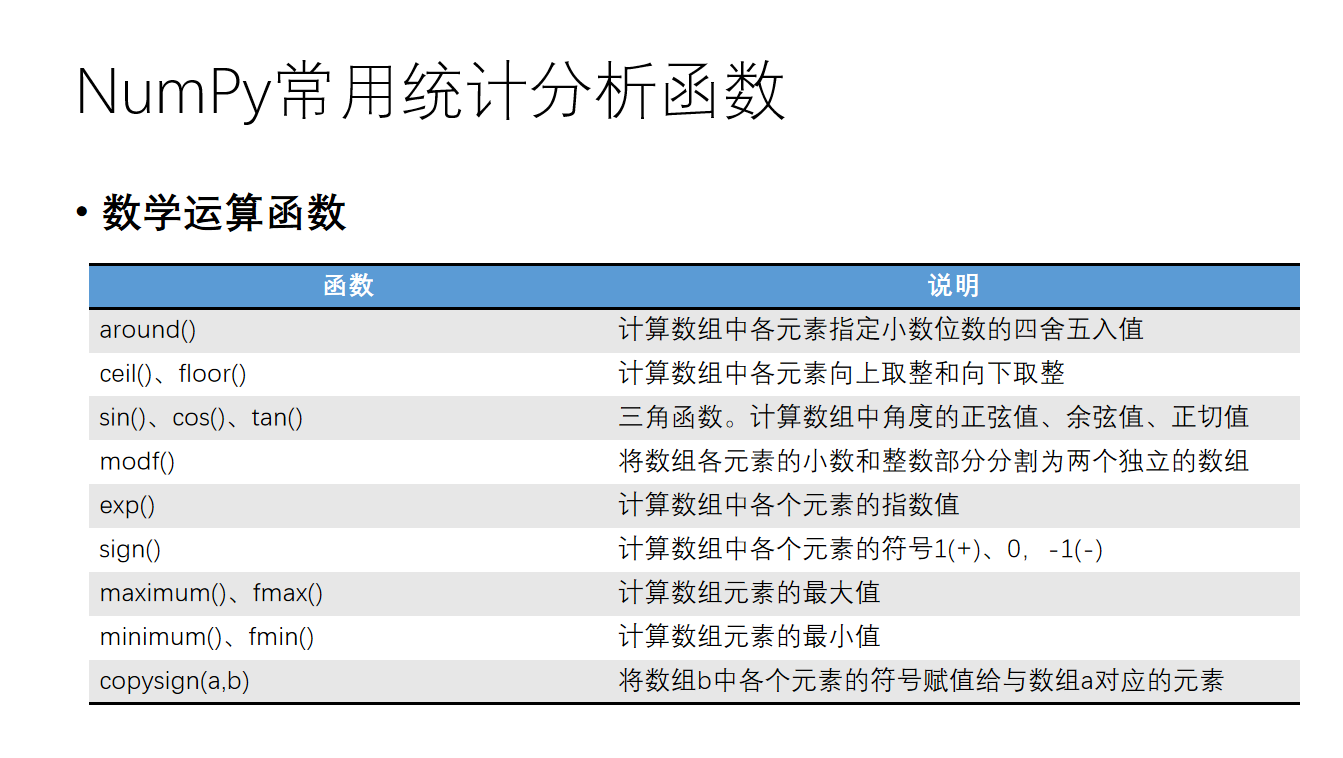 NumPy常用统计分析函数
• 数学运算函数
函数 说明
around() 计算数组中各元素指定小数位数的四舍五入值
ceil()、floor() 计算数组中各元素向上取整和向下取整
sin()、cos()、tan() 三角函数。计算数组中角度的正弦值、余弦值、正切值
modf() 将数组各元素的小数和整数部分分割为两个独立的数组
exp() 计算数组中各个元素的指数值
sign() 计算数组中各个元素的符号1(+)、0，-1(-)
maximum()、fmax() 计算数组元素的最大值
minimum()、fmin() 计算数组元素的最小值
copysign(a,b) 将数组b中各个元素的符号赋值给与数组a对应的元素